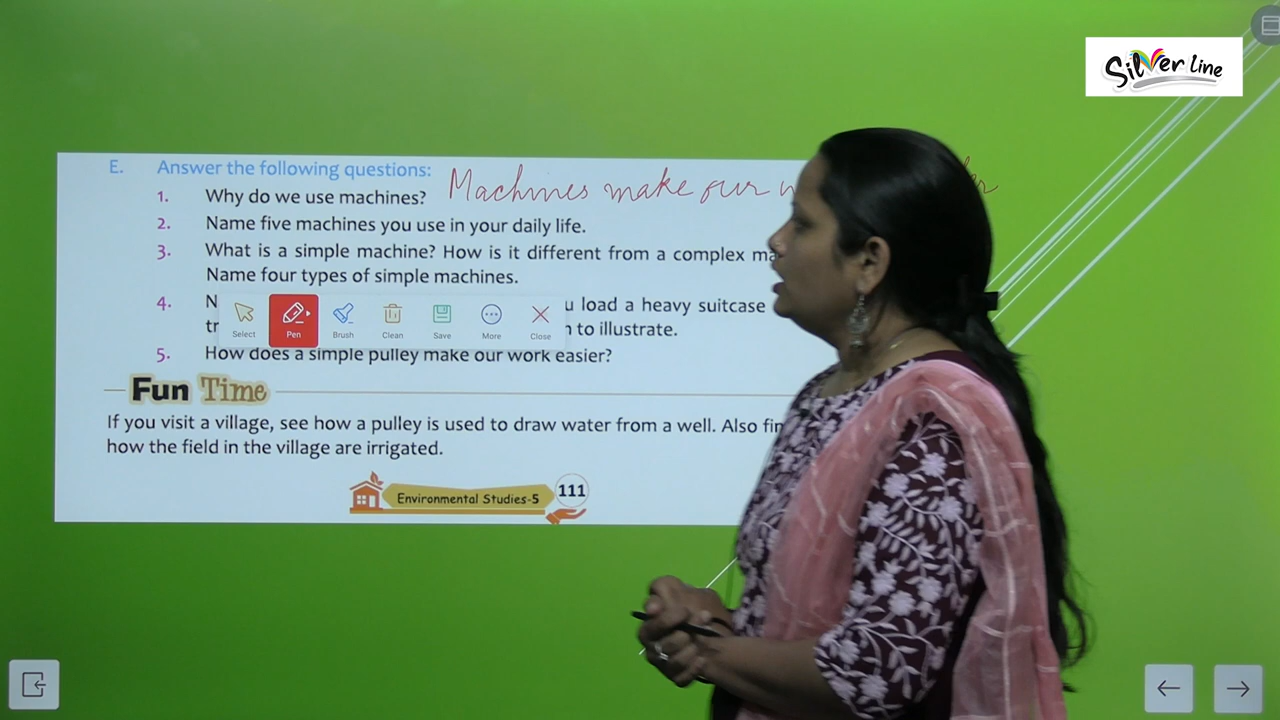 Silver line
E. Answer the following questions:
Machines make our
1. Why do we use machines?
2. Name five machines you use in your daily life.
3. What is a simple machine? How is it different from a complex
Name four types of simple machines.
4. load a heavy suitcase
to illustrate.
Select Pen Brush Clean Save More Close
5. How does a simple pulley make our work easier?
Fun Time
If you visit a village, see how a pulley is used to draw water from a well. Also
how the field in the village are irrigated.
Environmental Studies-5 111